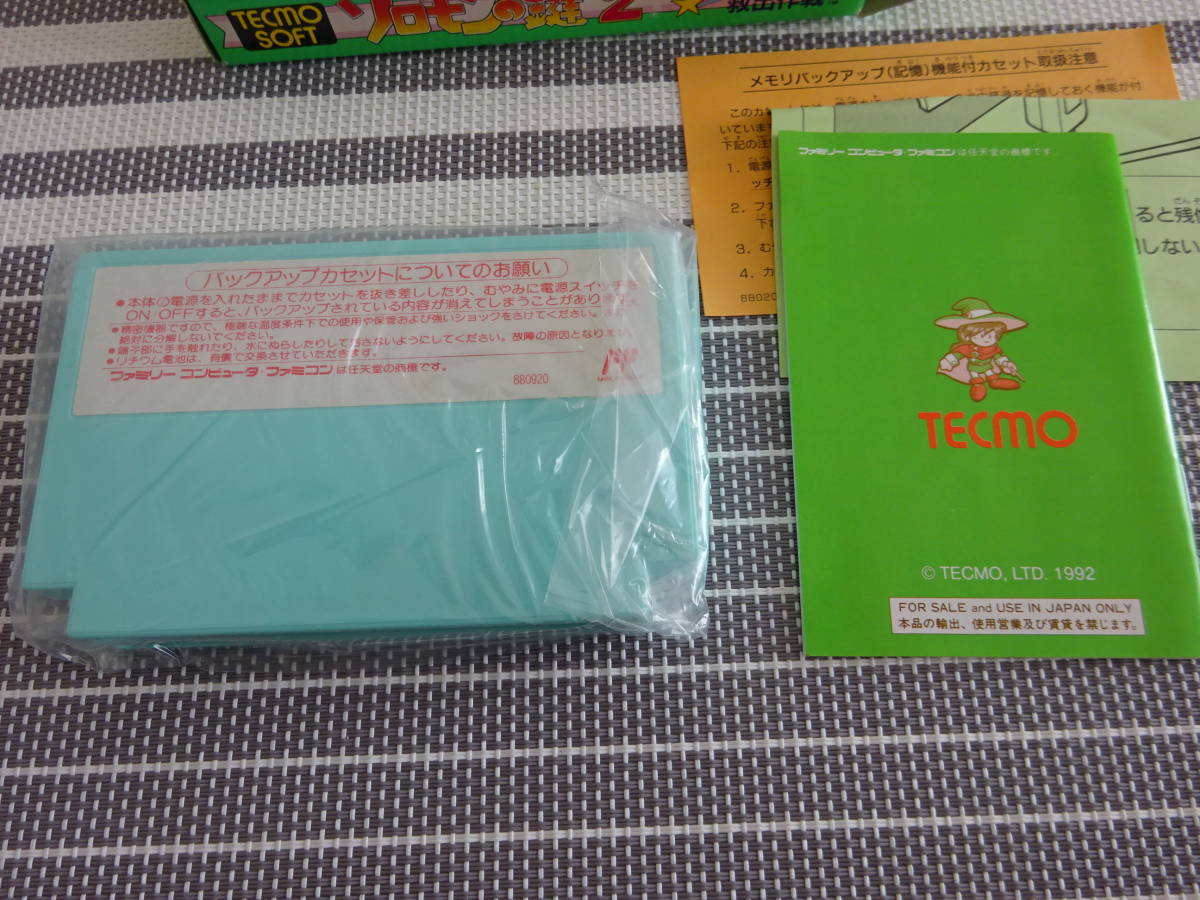 TECMO
SOFT
ソロモンの鍵2
救出作戦
メモリバックアップ(記憶)機能付カセット取扱注意
このカ
を記憶しておく機能が付
いていま
下記の注
1. 電源
ッチ
2. ファ
下
3. む
4. カ
88020
ると残
しない
ファミリー コンピュータ・ファミコンは任天堂の商標です。
TECMO
© TECMO, LTD. 1992
FOR SALE and USE IN JAPAN ONLY
本品の輸出、使用営業及び賃貸を禁じます。
バックアップカセットについてのお願い
●本体の電源を入れたままでカセットを抜き差ししたり、むやみに電源スイッチを
ON/OFFすると、バックアップされている内容が消えてしまうことがあります。
●精密機器ですので、極端な温度条件下での使用や保管および強いショックをさけてください。
絶対に分解しないでください。
●端子部に手を触れたり、水にぬらしたりして汚さないようにしてください。故障の原因となります。
●リチウム電池は、有償で交換させていただきます。
ファミリー コンピュータ・ファミコンは任天堂の商標です。
880920